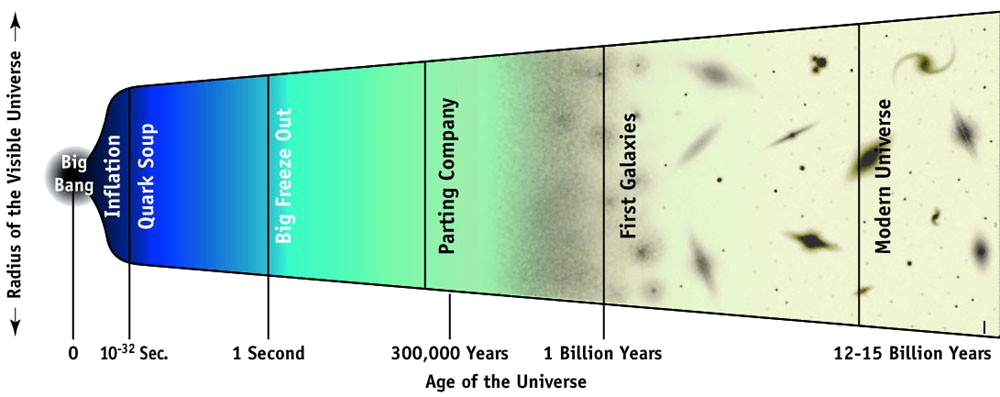 Radius of the Visible Universe
Big
Bang
Inflation
Quark Soup
Big Freeze Out
Parting Company
First Galaxies
Modern Universe
0
10⁻³² Sec.
1 Second
300,000 Years
1 Billion Years
12-15 Billion Years
Age of the Universe